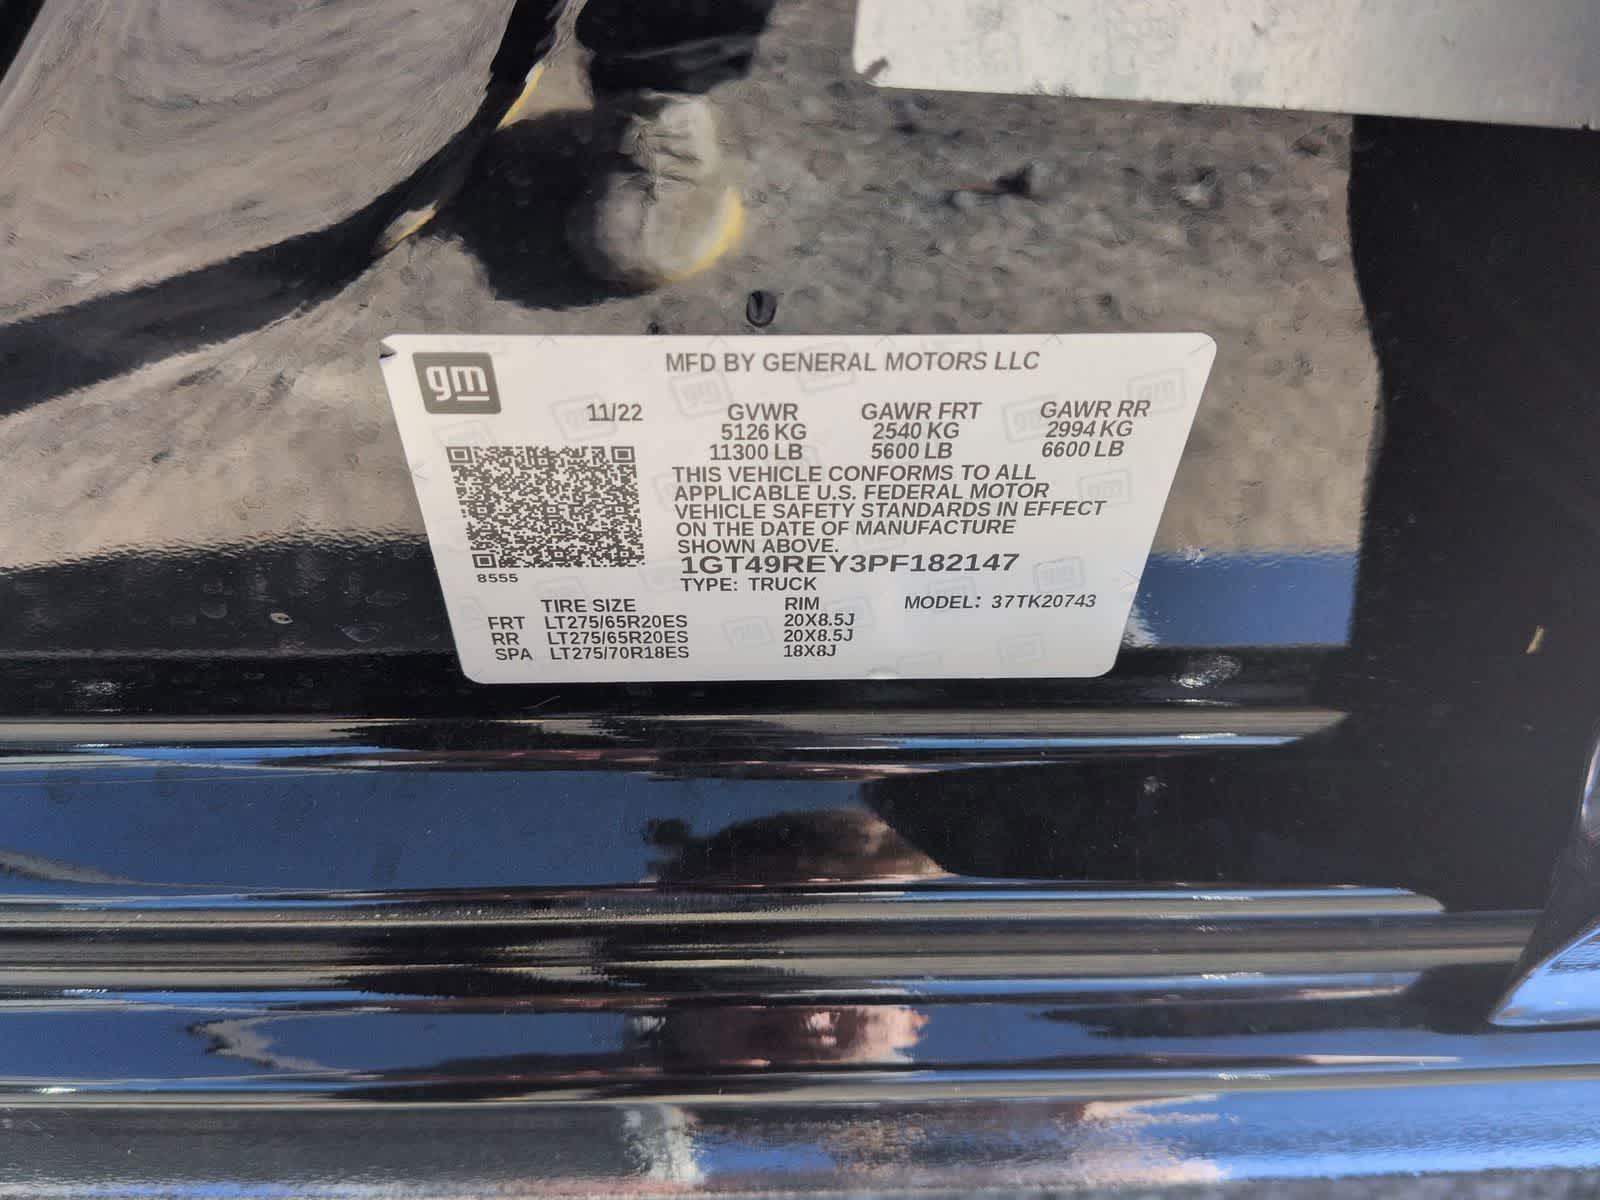 gm
MFD BY GENERAL MOTORS LLC
11/22 GVWR GAWR FRT GAWR RR
5126 KG 2540 KG 2994 KG
11300 LB 5600 LB 6600 LB
THIS VEHICLE CONFORMS TO ALL
APPLICABLE U.S. FEDERAL MOTOR
VEHICLE SAFETY STANDARDS IN EFFECT
ON THE DATE OF MANUFACTURE
SHOWN ABOVE.
1GT49REY3PF182147
8555
TYPE: TRUCK
TIRE SIZE RIM MODEL: 37TK20743
FRT LT275/65R20ES 20X8.5J
RR LT275/65R20ES 20X8.5J
SPA LT275/70R18ES 18X8J